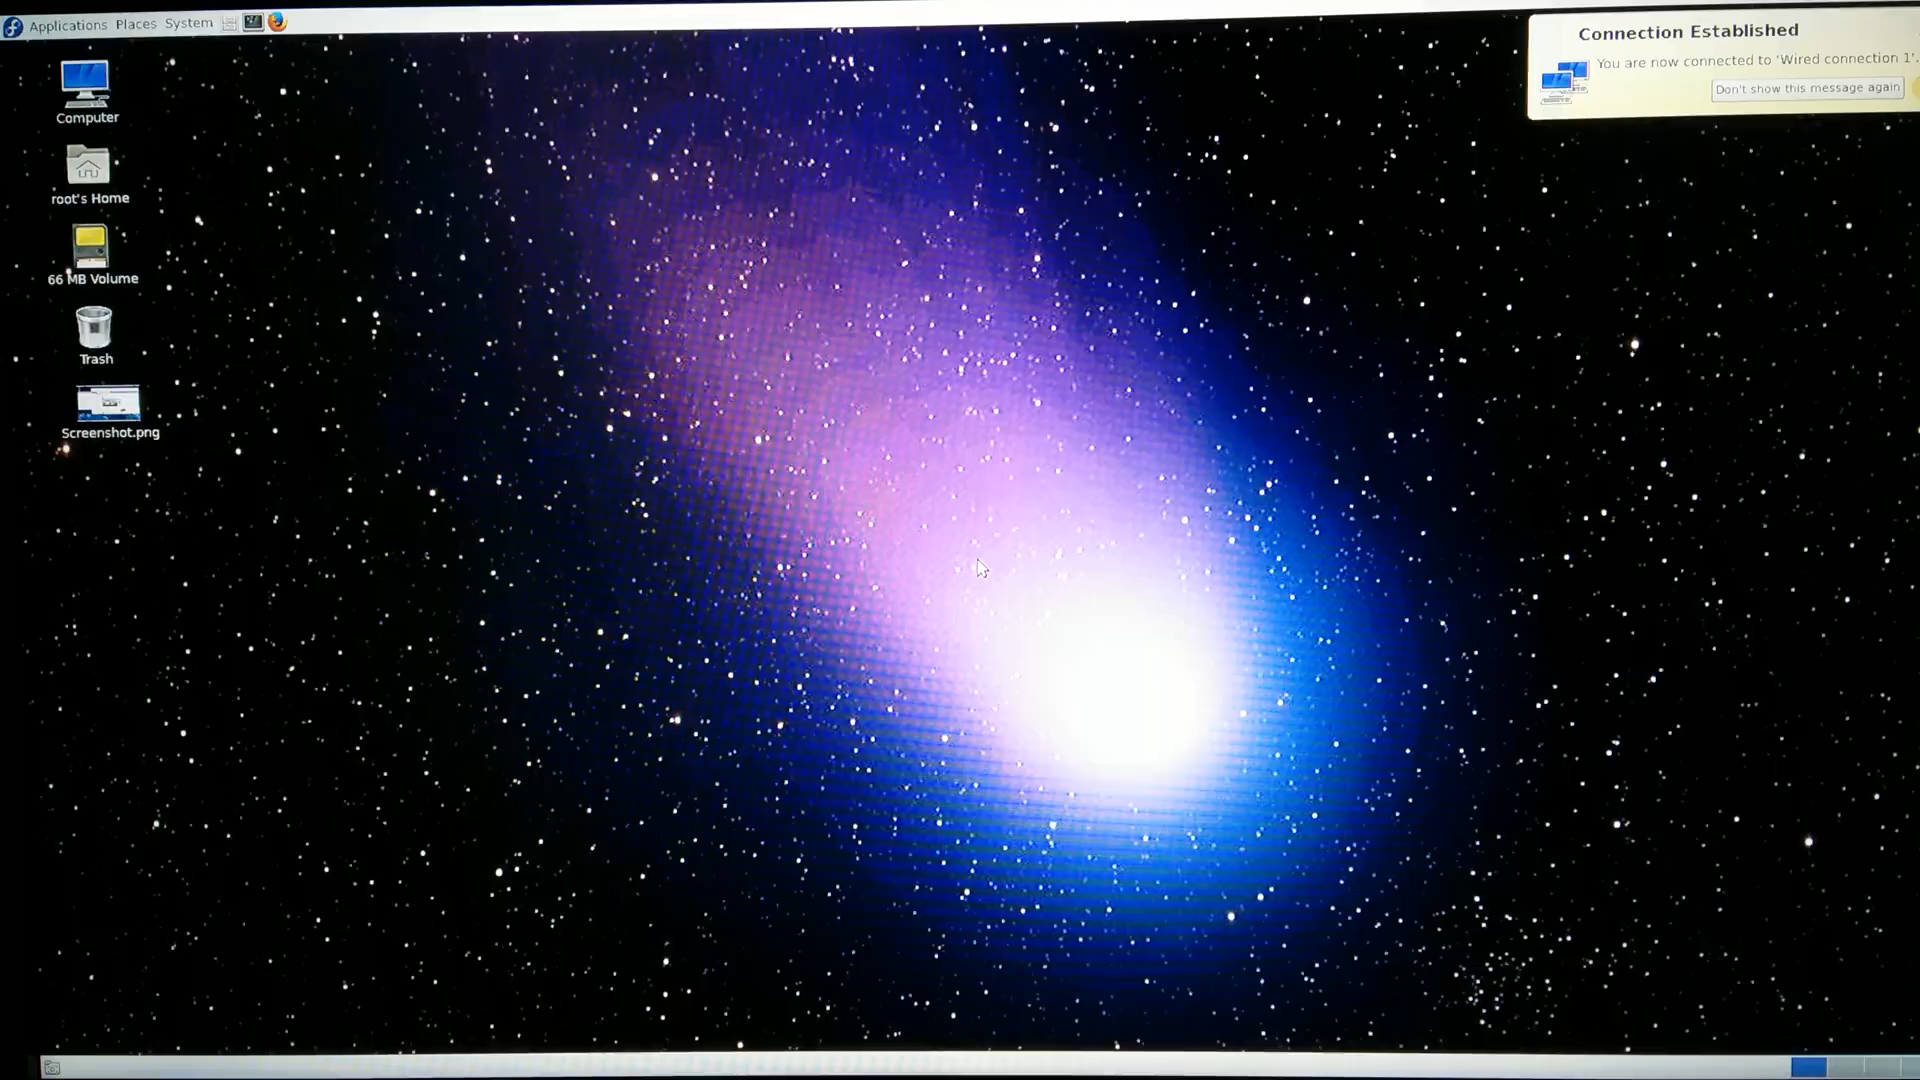 Applications Places System
Connection Established
You are now connected to 'Wired connection 1'.
Don't show this message again
Computer
root's Home
66 MB Volume
Trash
Screenshot.png